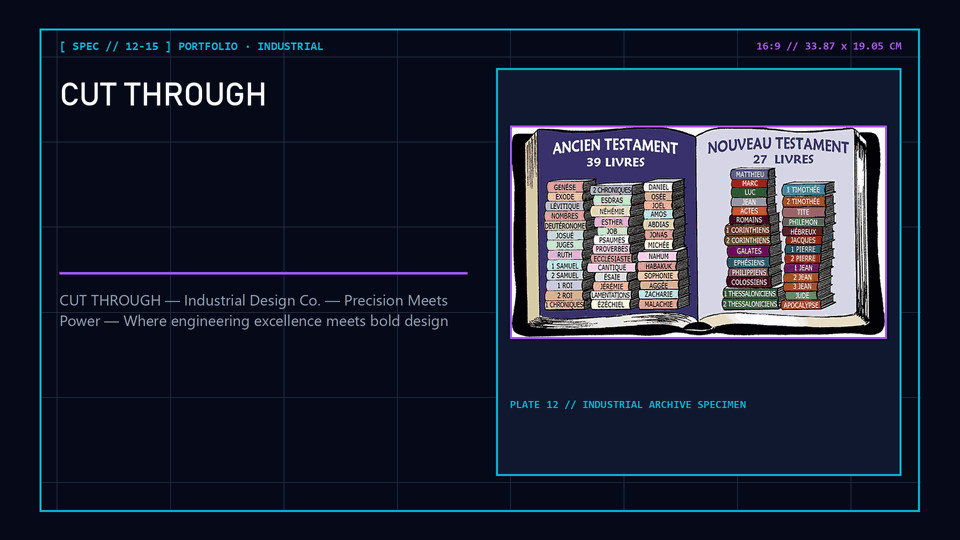 [ SPEC // 12-15 ] PORTFOLIO · INDUSTRIAL
16:9 // 33.87 x 19.05 CM
CUT THROUGH
CUT THROUGH — Industrial Design Co. — Precision Meets
Power — Where engineering excellence meets bold design
ANCIEN TESTAMENT
39 LIVRES
GENÈSE
EXODE
LÉVITIQUE
NOMBRES
DEUTÉRONOME
JOSUÉ
JUGES
RUTH
1 SAMUEL
2 SAMUEL
1 ROI
2 ROI
1 CHRONIQUES
2 CHRONIQUES
ESDRAS
NÉHÉMIE
ESTHER
JOB
PSAUMES
PROVERBES
ECCLÉSIASTE
CANTIQUE
ÉSAIE
JÉRÉMIE
LAMENTATIONS
ÉZÉCHIEL
DANIEL
OSÉE
JOËL
AMOS
ABDIAS
JONAS
MICHÉE
NAHUM
HABAKUK
SOPHONIE
AGGÉE
ZACHARIE
MALACHIE
NOUVEAU TESTAMENT
27 LIVRES
MATTHIEU
MARC
LUC
JEAN
ACTES
ROMAINS
1 CORINTHIENS
2 CORINTHIENS
GALATES
EPHÉSIENS
PHILIPPIENS
COLOSSIENS
1 THESSALONICIENS
2 THESSALONICIENS
1 TIMOTHÉE
2 TIMOTHÉE
TITE
PHILEMON
HÉBREUX
JACQUES
1 PIERRE
2 PIERRE
1 JEAN
2 JEAN
3 JEAN
JUDE
APOCALYPSE
PLATE 12 // INDUSTRIAL ARCHIVE SPECIMEN